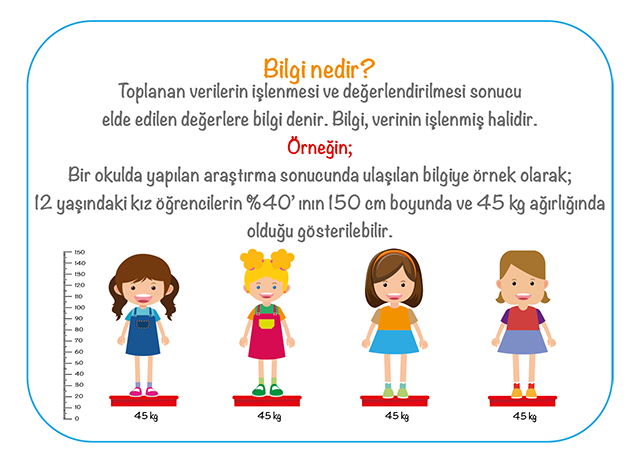 Bilgi nedir?
Toplanan verilerin işlenmesi ve değerlendirilmesi sonucu
elde edilen değerlere bilgi denir. Bilgi, verinin işlenmiş halidir.
Örneğin;
Bir okulda yapılan araştırma sonucunda ulaşılan bilgiye örnek olarak;
12 yaşındaki kız öğrencilerin %40' ının 150 cm boyunda ve 45 kg ağırlığında
olduğu gösterilebilir.
150
140
130
120
110
100
90
80
70
60
50
40
30
20
10
0
45 kg
45 kg
45 kg
45 kg